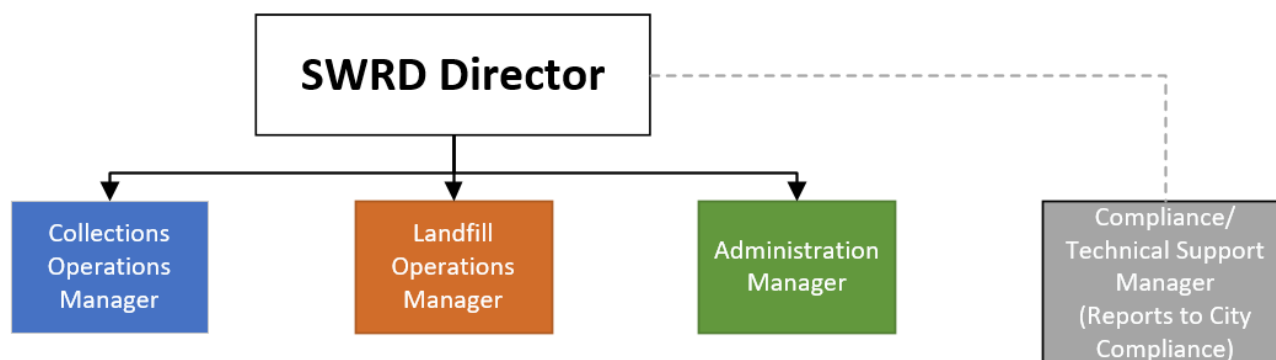 SWRD Director
Collections
Operations
Manager
Landfill
Operations
Manager
Administration
Manager
Compliance/
Technical Support
Manager
(Reports to City
Compliance)